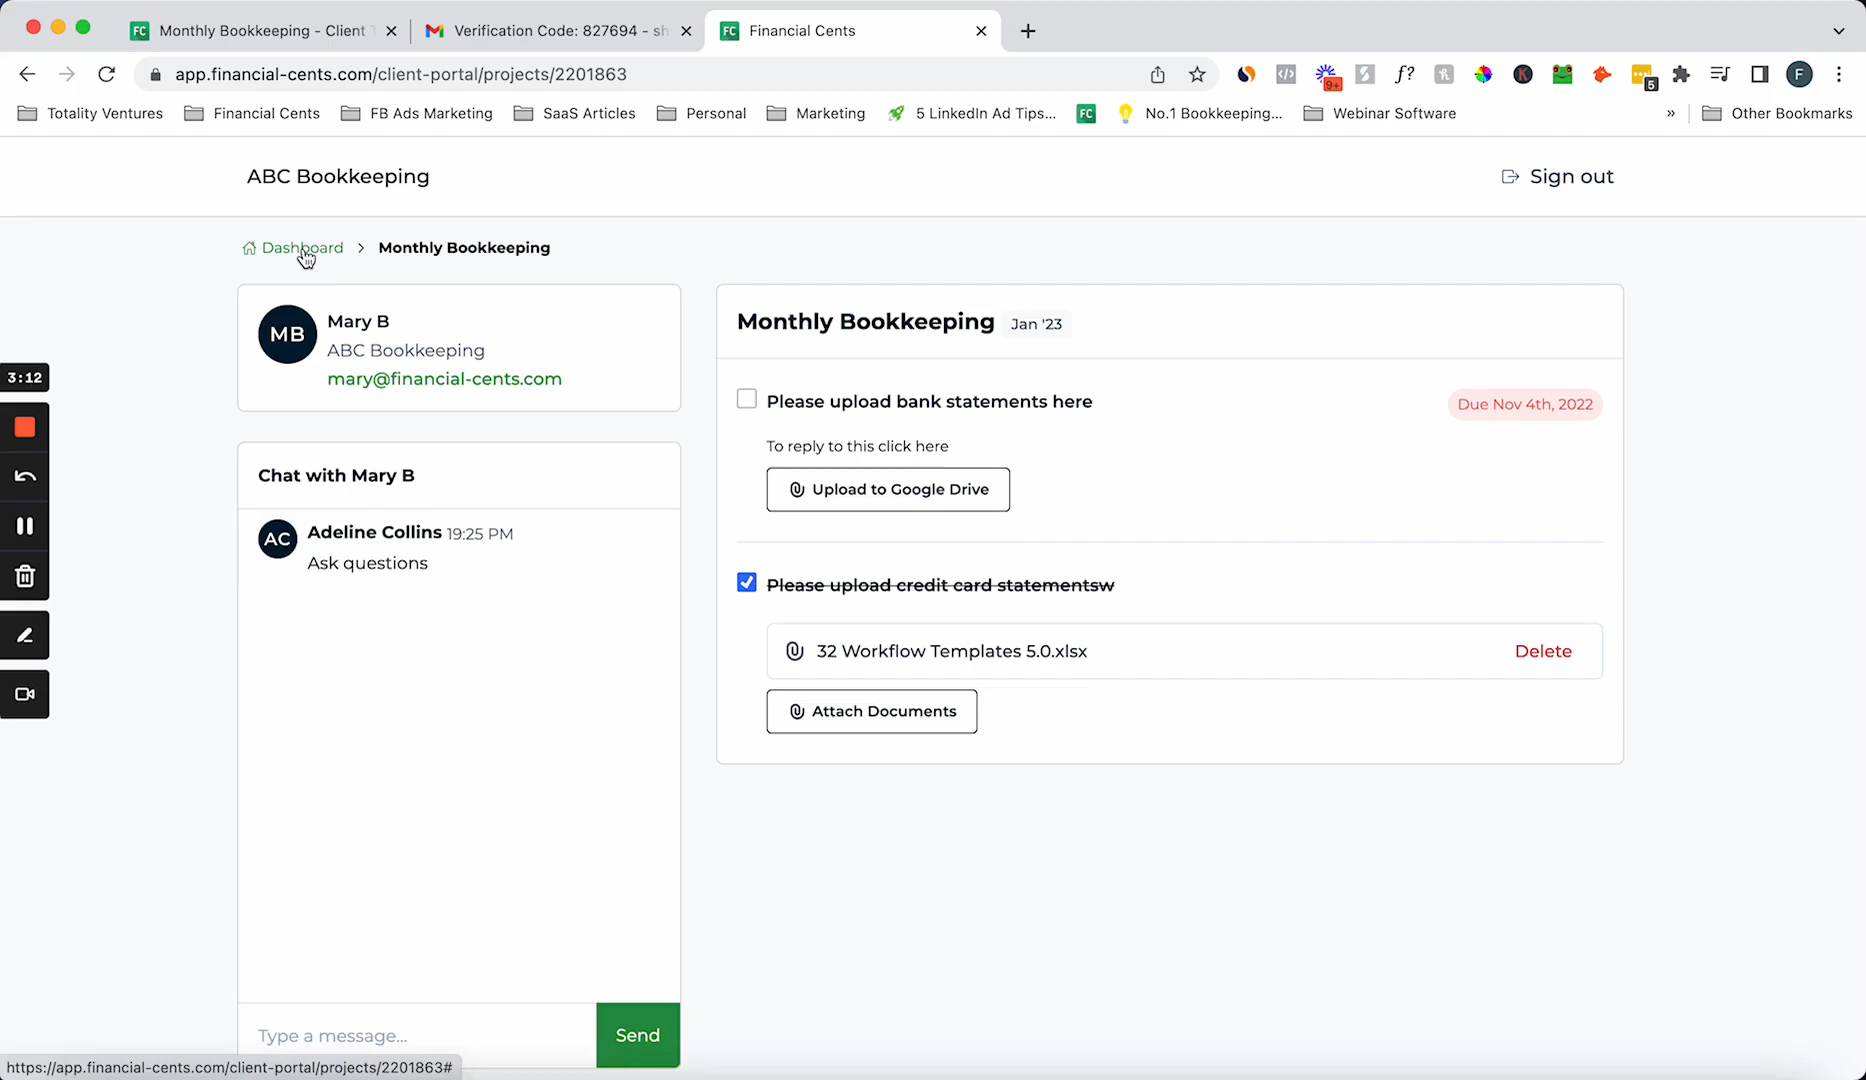 FC Monthly Bookkeeping - Client
Verification Code: 827694 - sh
FC Financial Cents
app.financial-cents.com/client-portal/projects/2201863
f?
K
9+
5
F
Totality Ventures
Financial Cents
FB Ads Marketing
SaaS Articles
Personal
Marketing
5 LinkedIn Ad Tips...
FC
No.1 Bookkeeping...
Webinar Software
»
Other Bookmarks
ABC Bookkeeping
Sign out
Dashboard > Monthly Bookkeeping
MB
Mary B
ABC Bookkeeping
mary@financial-cents.com
3:12
Chat with Mary B
AC
Adeline Collins 19:25 PM
Ask questions
Type a message...
Send
Monthly Bookkeeping Jan '23
Please upload bank statements here
Due Nov 4th, 2022
To reply to this click here
Upload to Google Drive
Please upload credit card statementsw
32 Workflow Templates 5.0.xlsx
Delete
Attach Documents
https://app.financial-cents.com/client-portal/projects/2201863#